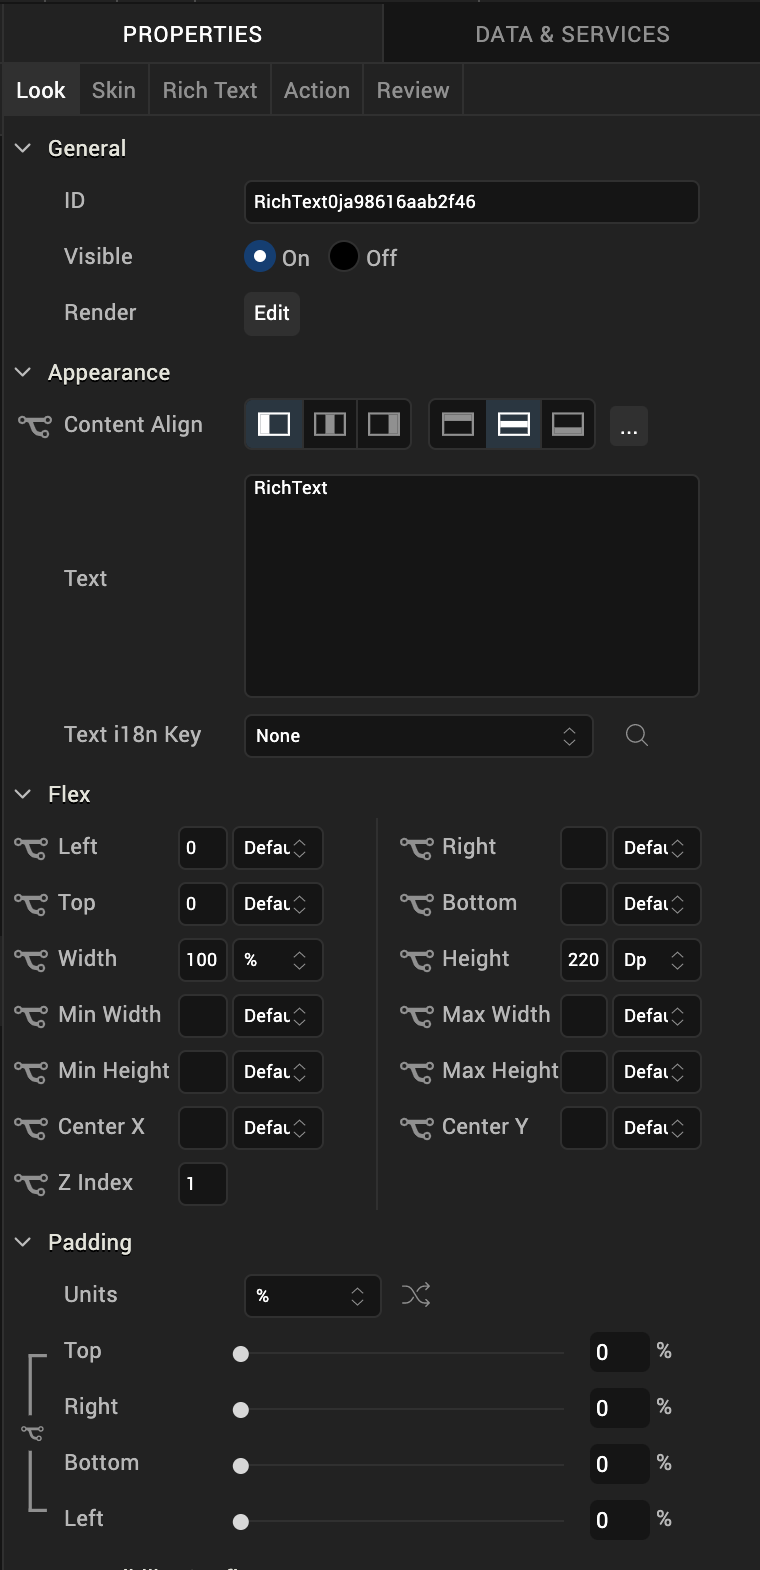 PROPERTIES DATA & SERVICES
Look Skin Rich Text Action Review
General
ID RichText0ja98616aab2f46
Visible On Off
Render Edit
Appearance
Content Align ...
RichText
Text
Text i18n Key None
Flex
Left 0 Defau Right Defau
Top 0 Defau Bottom Defau
Width 100 % Height 220 Dp
Min Width Defau Max Width Defau
Min Height Defau Max Height Defau
Center X Defau Center Y Defau
Z Index 1
Padding
Units %
Top 0 %
Right 0 %
Bottom 0 %
Left 0 %